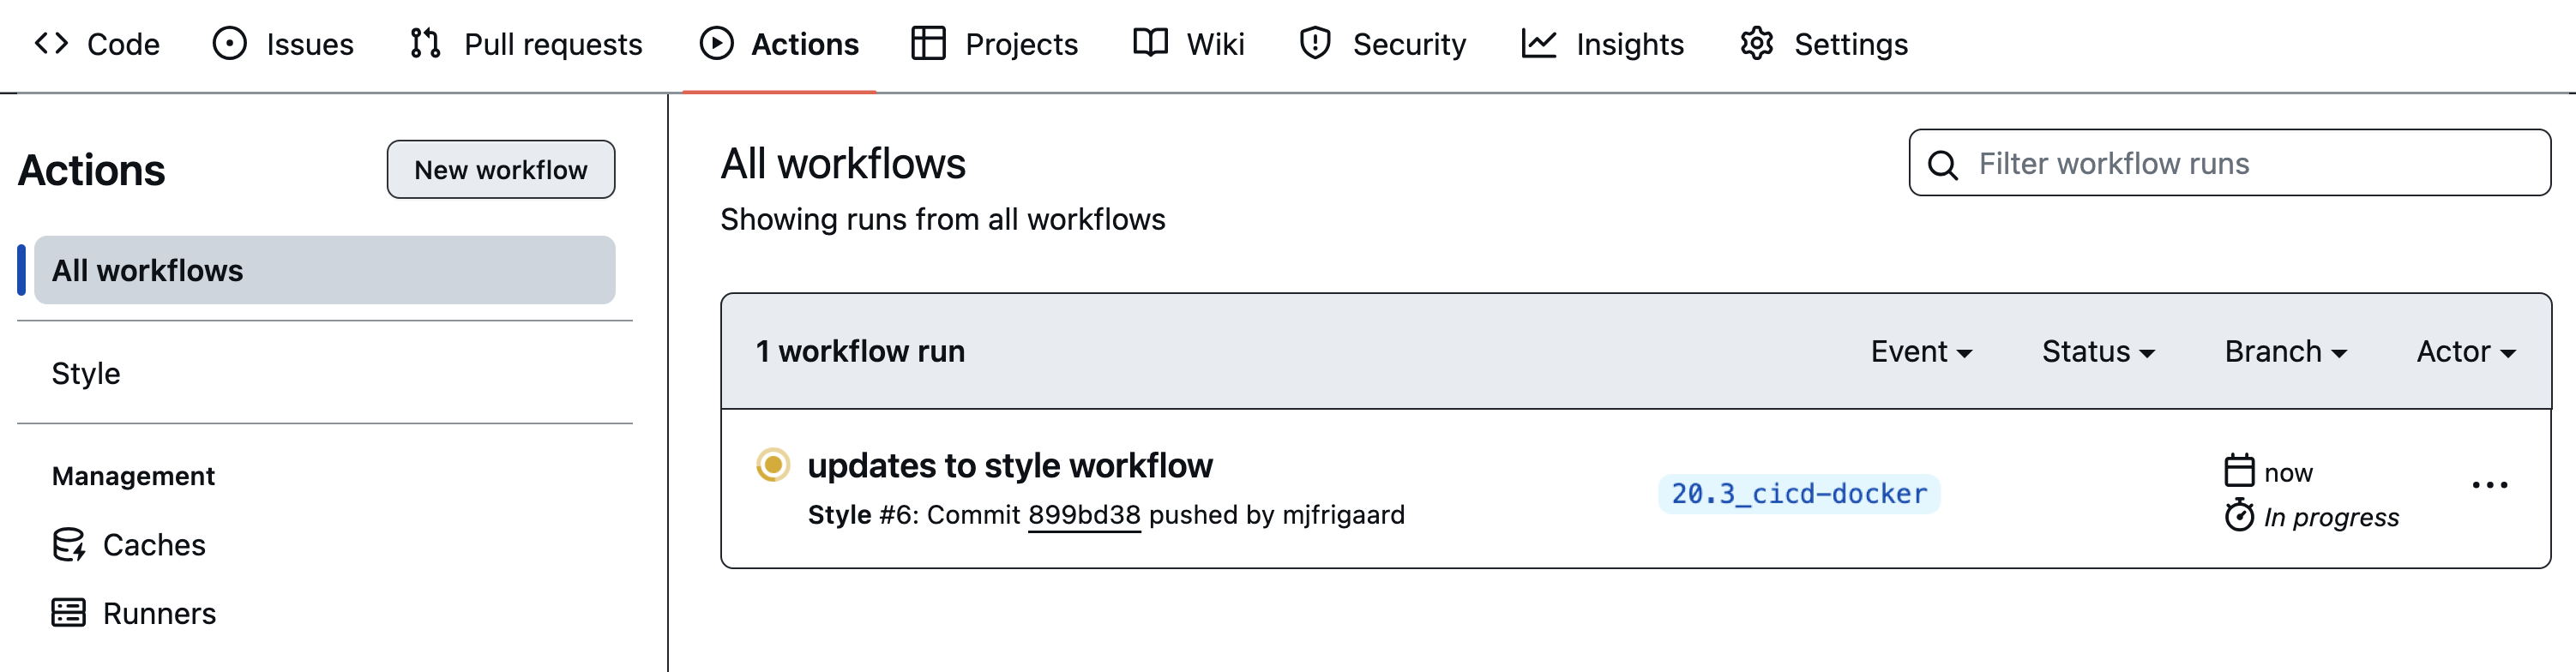 Code Issues Pull requests Actions Projects Wiki Security Insights Settings
Actions
New workflow
All workflows
Style
Management
Caches
Runners
All workflows
Showing runs from all workflows
Filter workflow runs
1 workflow run
Event Status Branch Actor
updates to style workflow
Style #6: Commit 899bd38 pushed by mjfrigaard
20.3_cicd-docker
now
In progress